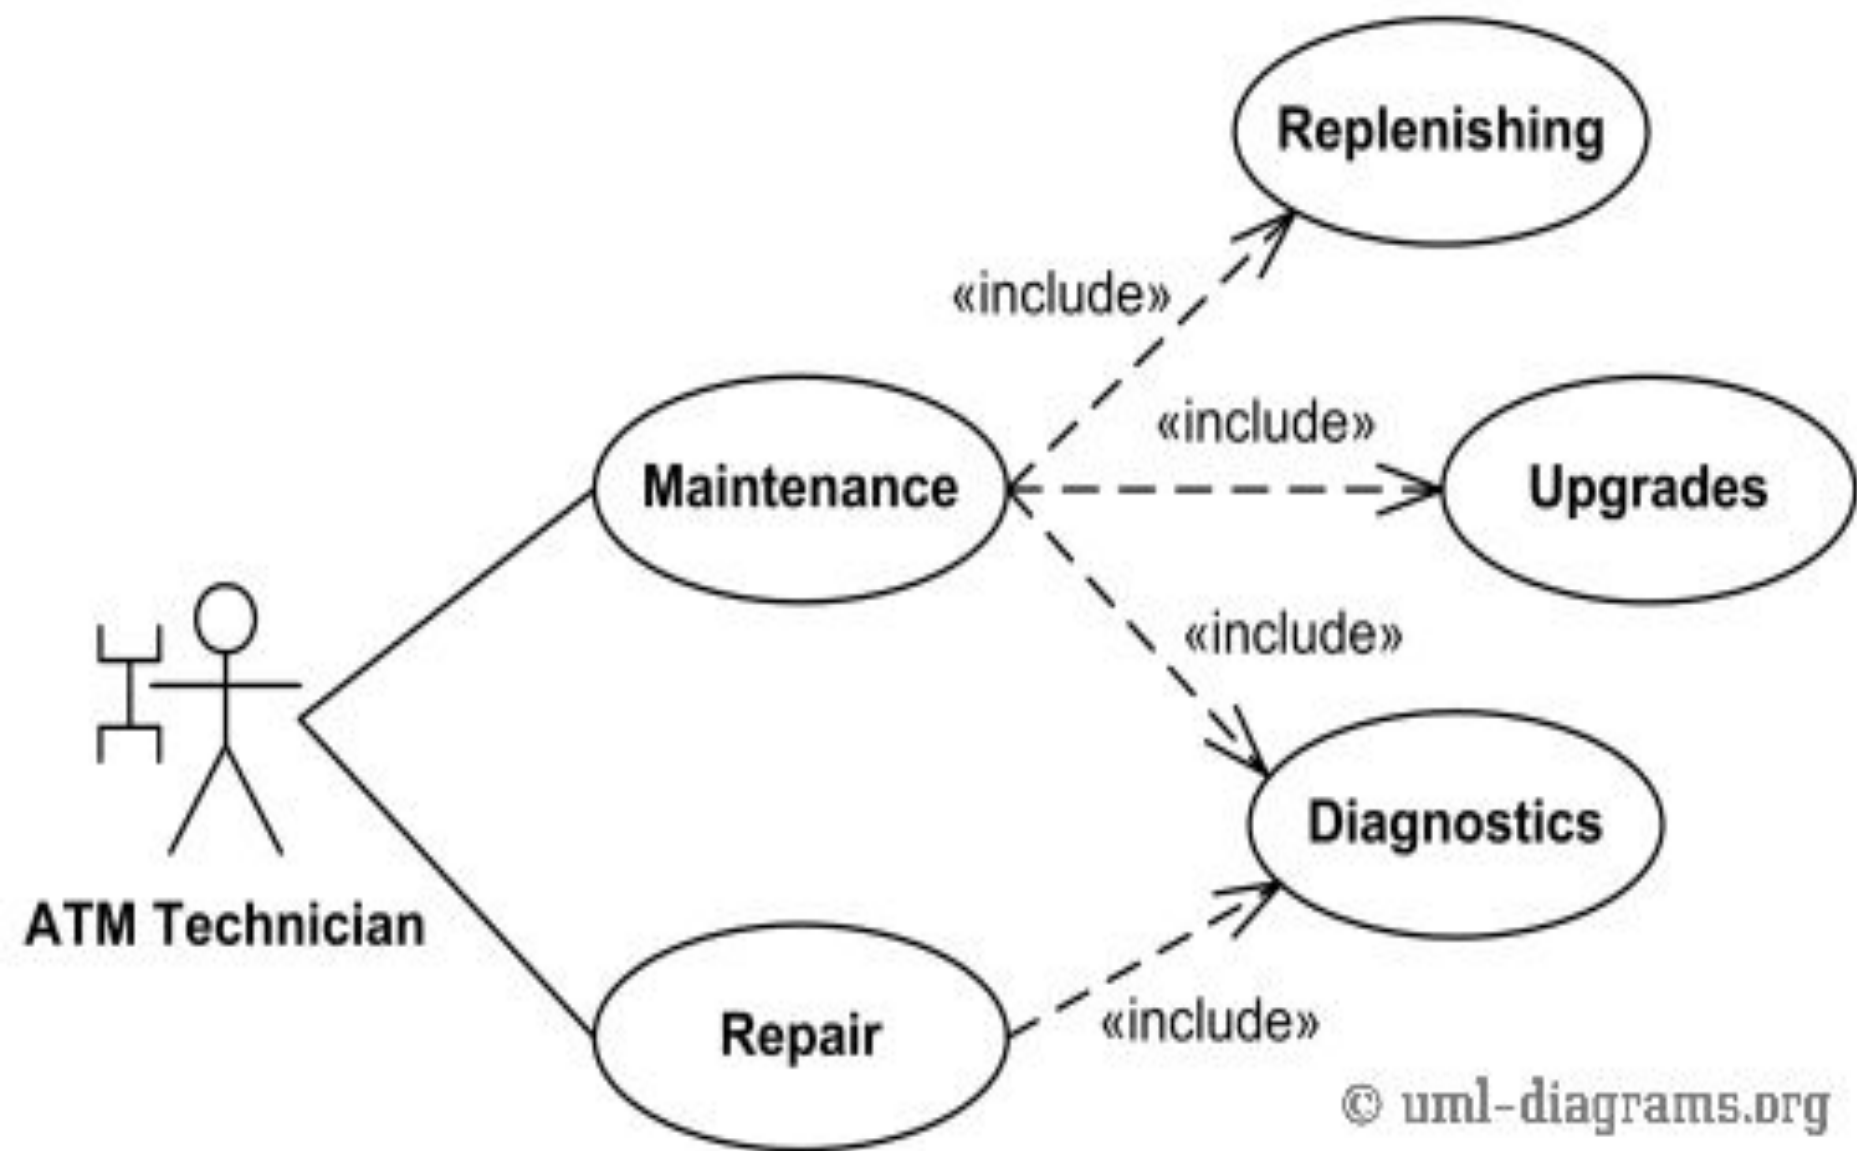 Replenishing
«include»
«include»
Maintenance
Upgrades
«include»
Diagnostics
ATM Technician
Repair
«include»
© uml-diagrams.org